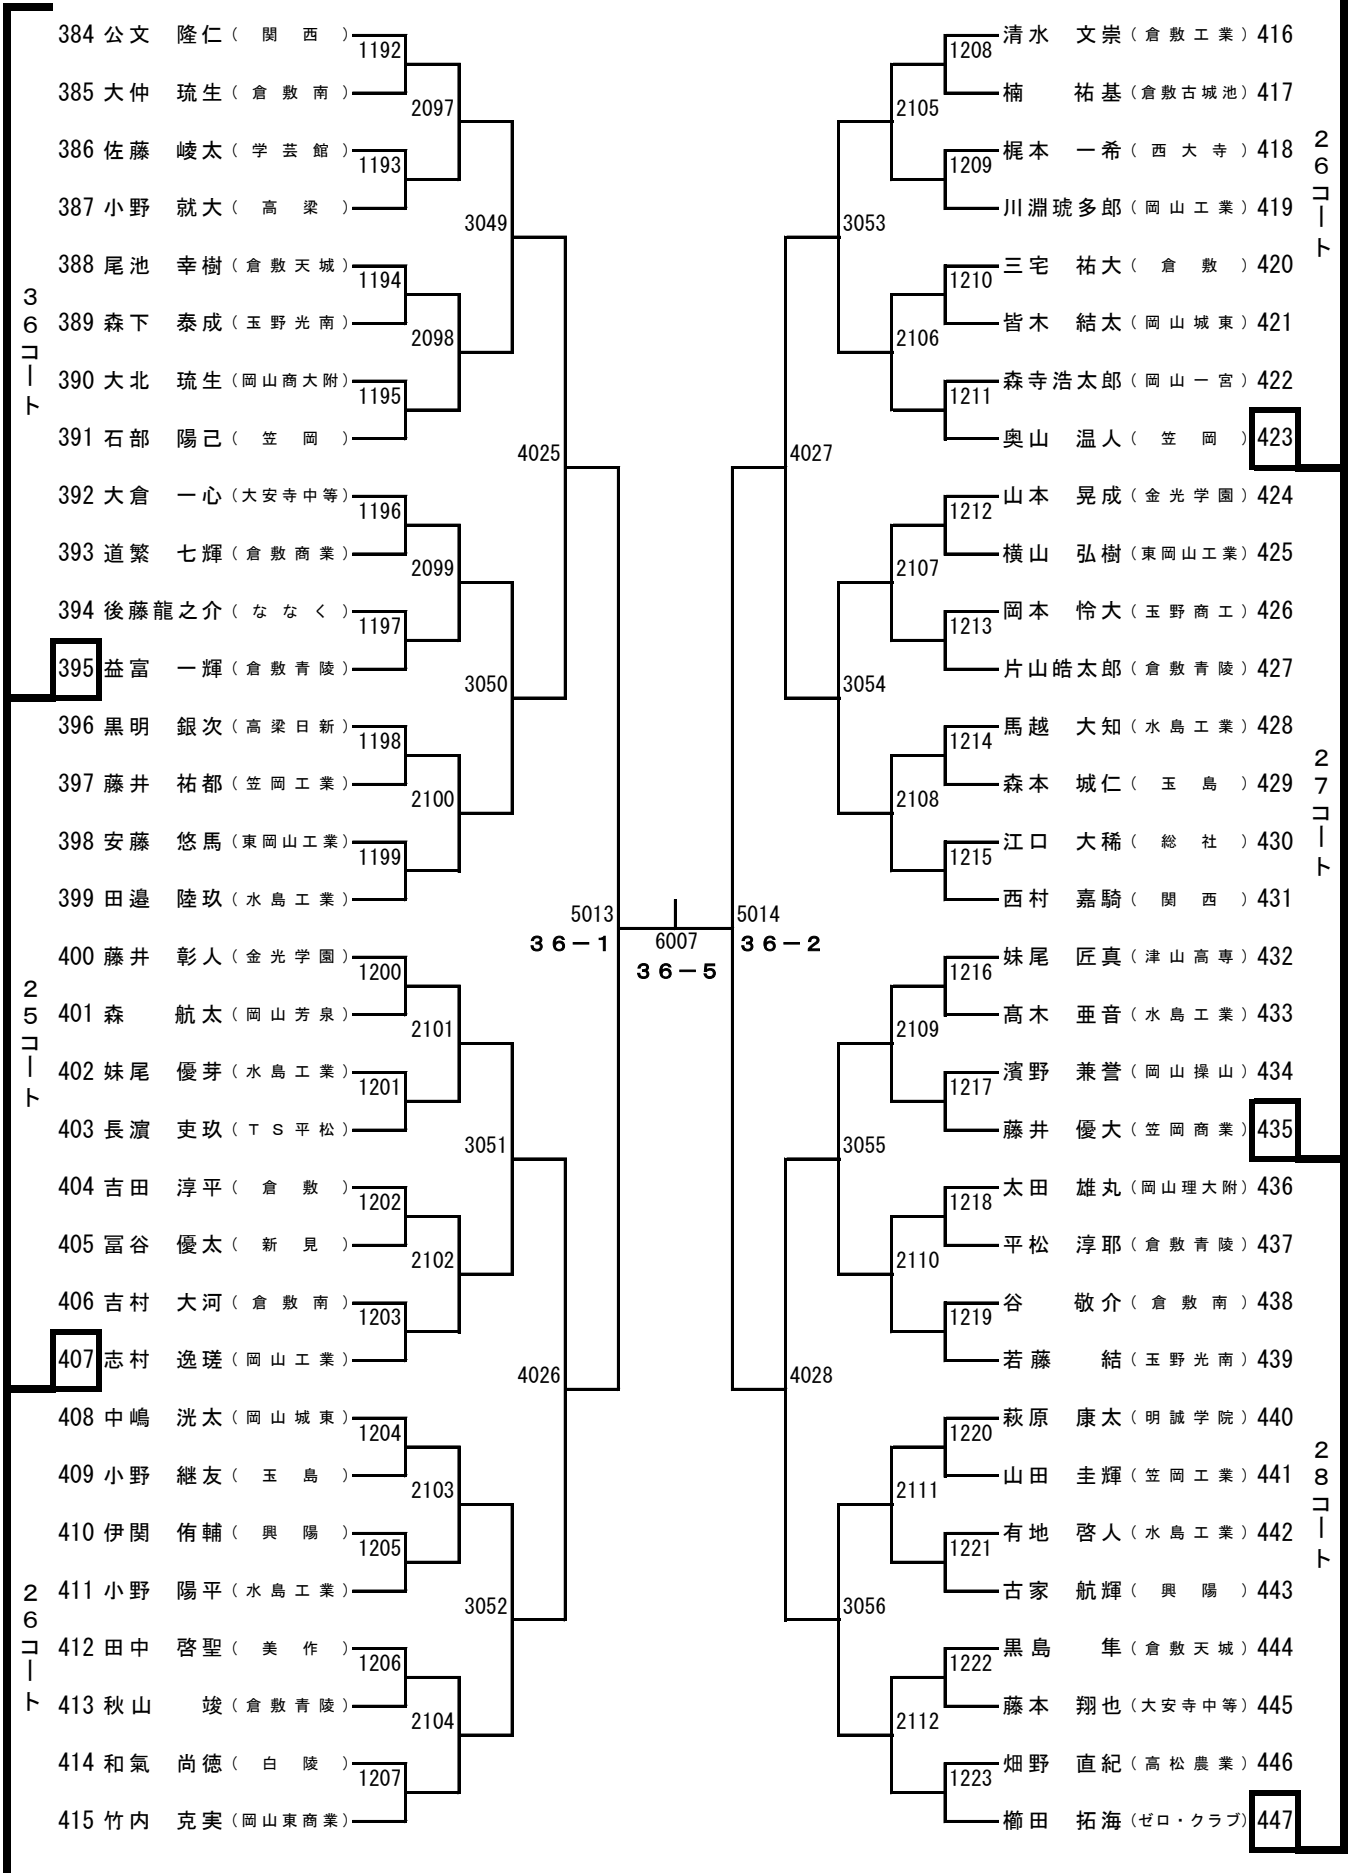 384 公文 隆仁（関西）
1192
385 大仲 琉生（倉敷南）
2097
386 佐藤 崚太（学芸館）
1193
387 小野 就大（高梁）
3049
388 尾池 幸樹（倉敷天城）
1194
389 森下 泰成（玉野光南）
2098
390 大北 琉生（岡山商大附）
1195
391 石部 陽己（笠岡）
4025
392 大倉 一心（大安寺中等）
1196
393 道繁 七輝（倉敷商業）
2099
394 後藤龍之介（ななく）
1197
395 益富 一輝（倉敷青陵）
3050
396 黒明 銀次（高梁日新）
1198
397 藤井 祐都（笠岡工業）
2100
398 安藤 悠馬（東岡山工業）
1199
399 田邉 陸玖（水島工業）
5013
36－1
400 藤井 彰人（金光学園）
1200
401 森 航太（岡山芳泉）
2101
402 妹尾 優芽（水島工業）
1201
403 長濵 吏玖（ＴＳ平松）
3051
404 吉田 淳平（倉敷）
1202
405 冨谷 優太（新見）
2102
406 吉村 大河（倉敷南）
1203
407 志村 逸瑳（岡山工業）
4026
408 中嶋 洸太（岡山城東）
1204
409 小野 継友（玉島）
2103
410 伊関 侑輔（興陽）
1205
411 小野 陽平（水島工業）
3052
412 田中 啓聖（美作）
1206
413 秋山 竣（倉敷青陵）
2104
414 和氣 尚徳（白陵）
1207
415 竹内 克実（岡山東商業）
36コート
25コート
26コート
6007
36－5
清水 文崇（倉敷工業）416
1208
楠 祐基（倉敷古城池）417
2105
梶本 一希（西大寺）418
1209
川淵琥多郎（岡山工業）419
3053
三宅 祐大（倉敷）420
1210
皆木 結太（岡山城東）421
2106
森寺浩太郎（岡山一宮）422
1211
奥山 温人（笠岡）423
4027
山本 晃成（金光学園）424
1212
横山 弘樹（東岡山工業）425
2107
岡本 怜大（玉野商工）426
1213
片山皓太郎（倉敷青陵）427
3054
馬越 大知（水島工業）428
1214
森本 城仁（玉島）429
2108
江口 大稀（総社）430
1215
西村 嘉騎（関西）431
5014
36－2
妹尾 匠真（津山高専）432
1216
髙木 亜音（水島工業）433
2109
濱野 兼誉（岡山操山）434
1217
藤井 優大（笠岡商業）435
3055
太田 雄丸（岡山理大附）436
1218
平松 淳耶（倉敷青陵）437
2110
谷 敬介（倉敷南）438
1219
若藤 結（玉野光南）439
4028
萩原 康太（明誠学院）440
1220
山田 圭輝（笠岡工業）441
2111
有地 啓人（水島工業）442
1221
古家 航輝（興陽）443
3056
黒島 隼（倉敷天城）444
1222
藤本 翔也（大安寺中等）445
2112
畑野 直紀（高松農業）446
1223
櫛田 拓海（ゼロ・クラブ）447
26コート
27コート
28コート